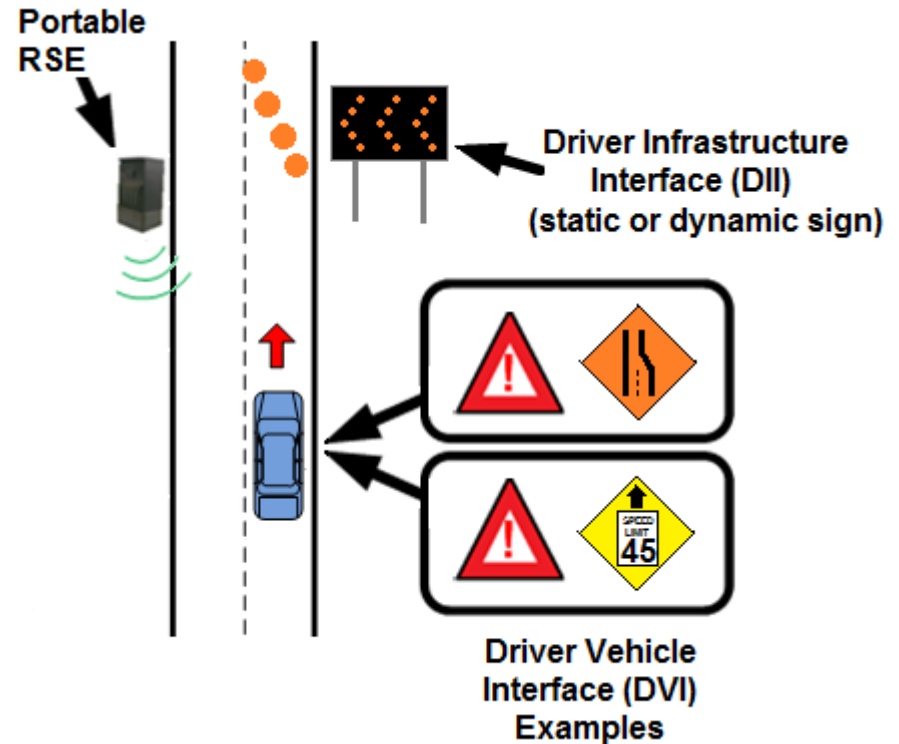 Portable
RSE
Driver Infrastructure
Interface (DII)
(static or dynamic sign)
!
!
SPEED
LIMIT
45
Driver Vehicle
Interface (DVI)
Examples